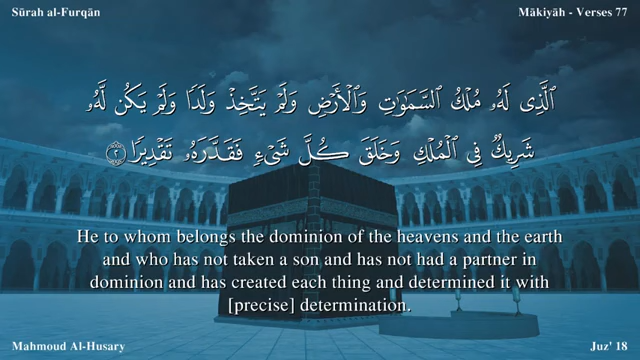 Sūrah al-Furqān
Mākiyāh - Verses 77
ٱلَّذِى لَهُۥ مُلْكُ ٱلسَّمَـٰوَٰتِ وَٱلْأَرْضِ وَلَمْ يَتَّخِذْ وَلَدًا وَلَمْ يَكُن لَّهُۥ
شَرِيكٌ فِى ٱلْمُلْكِ وَخَلَقَ كُلَّ شَىْءٍ فَقَدَّرَهُۥ تَقْدِيرًا ٢
He to whom belongs the dominion of the heavens and the earth
and who has not taken a son and has not had a partner in
dominion and has created each thing and determined it with
[precise] determination.
Mahmoud Al-Husary
Juz' 18